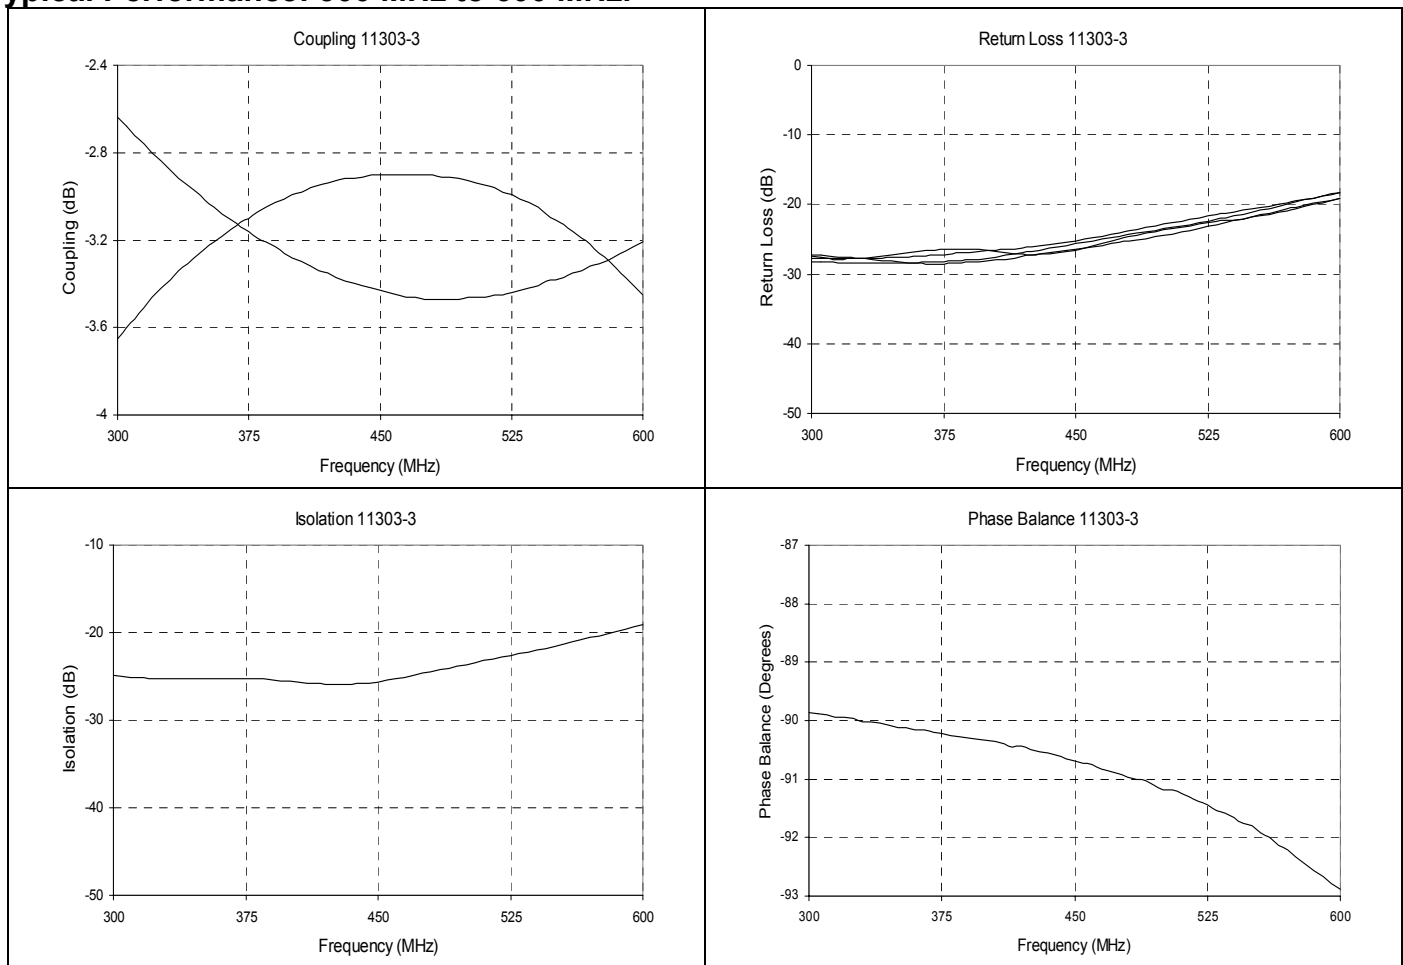 Performance: MHz to MHz
Coupling 11303-3
-2.4
-2.8
-3.2
-3.6
-4
Coupling (dB)
300 375 450 525 600
Frequency (MHz)
Return Loss 11303-3
0
-10
-20
-30
-40
-50
Return Loss (dB)
300 375 450 525 600
Frequency (MHz)
Isolation 11303-3
-10
-20
-30
-40
-50
Isolation (dB)
300 375 450 525 600
Frequency (MHz)
Phase Balance 11303-3
-87
-88
-89
-90
-91
-92
-93
Phase Balance (Degrees)
300 375 450 525 600
Frequency (MHz)